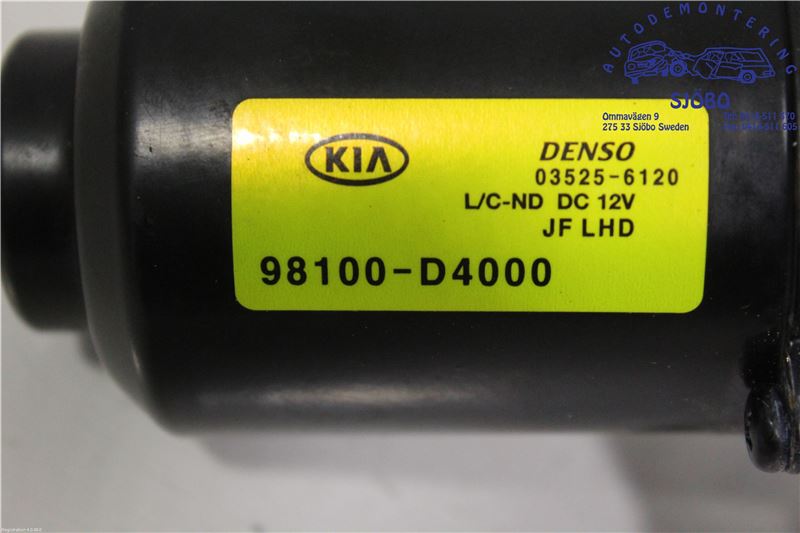 AUTODEMONTERING
SJÖBO
Ommavägen 9
275 33 Sjöbo Sweden
KIA
DENSO
03525-6120
L/C-ND DC 12V
JF LHD
98100-D4000